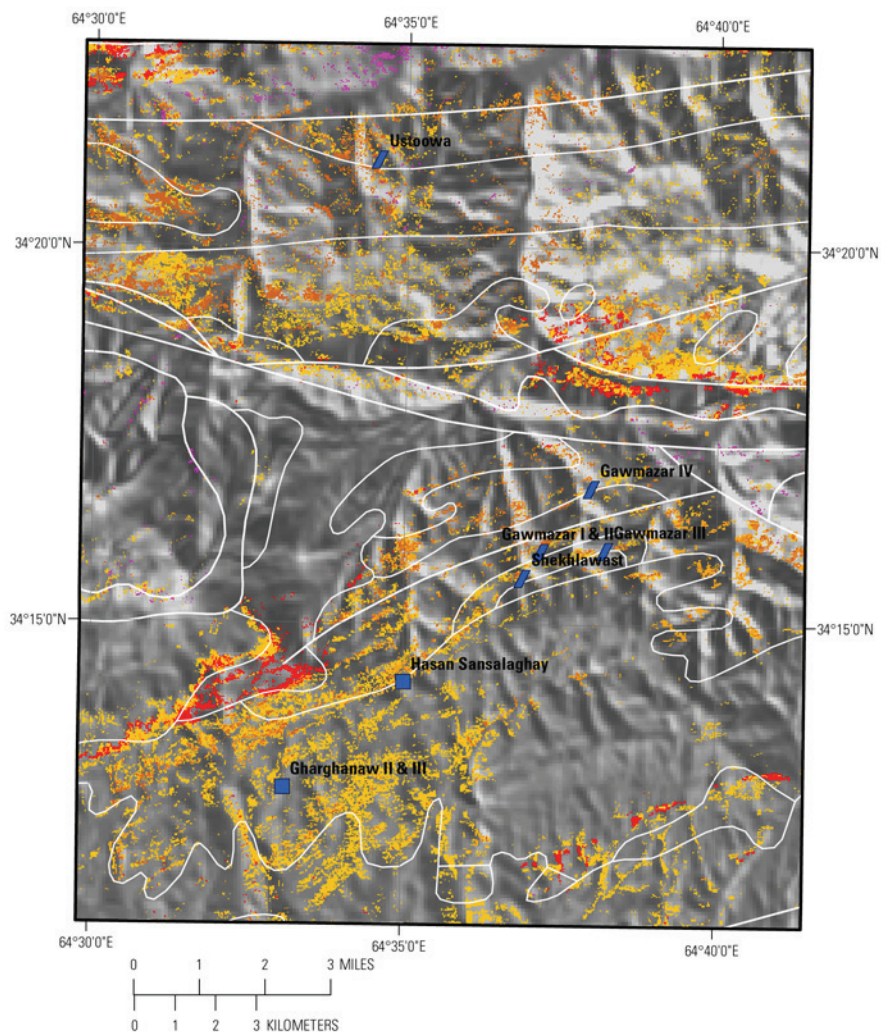 64°30'0"E
64°35'0"E
64°40'0"E
Ustoowa
34°20'0"N
34°20'0"N
Gawmazar IV
Gawmazar I & II
Gawmazar III
Shekhlawast
34°15'0"N
34°15'0"N
Hasan Sansalaghay
Gharghanaw II & III
64°30'0"E
64°35'0"E
64°40'0"E
0 1 2 3 MILES
0 1 2 3 KILOMETERS